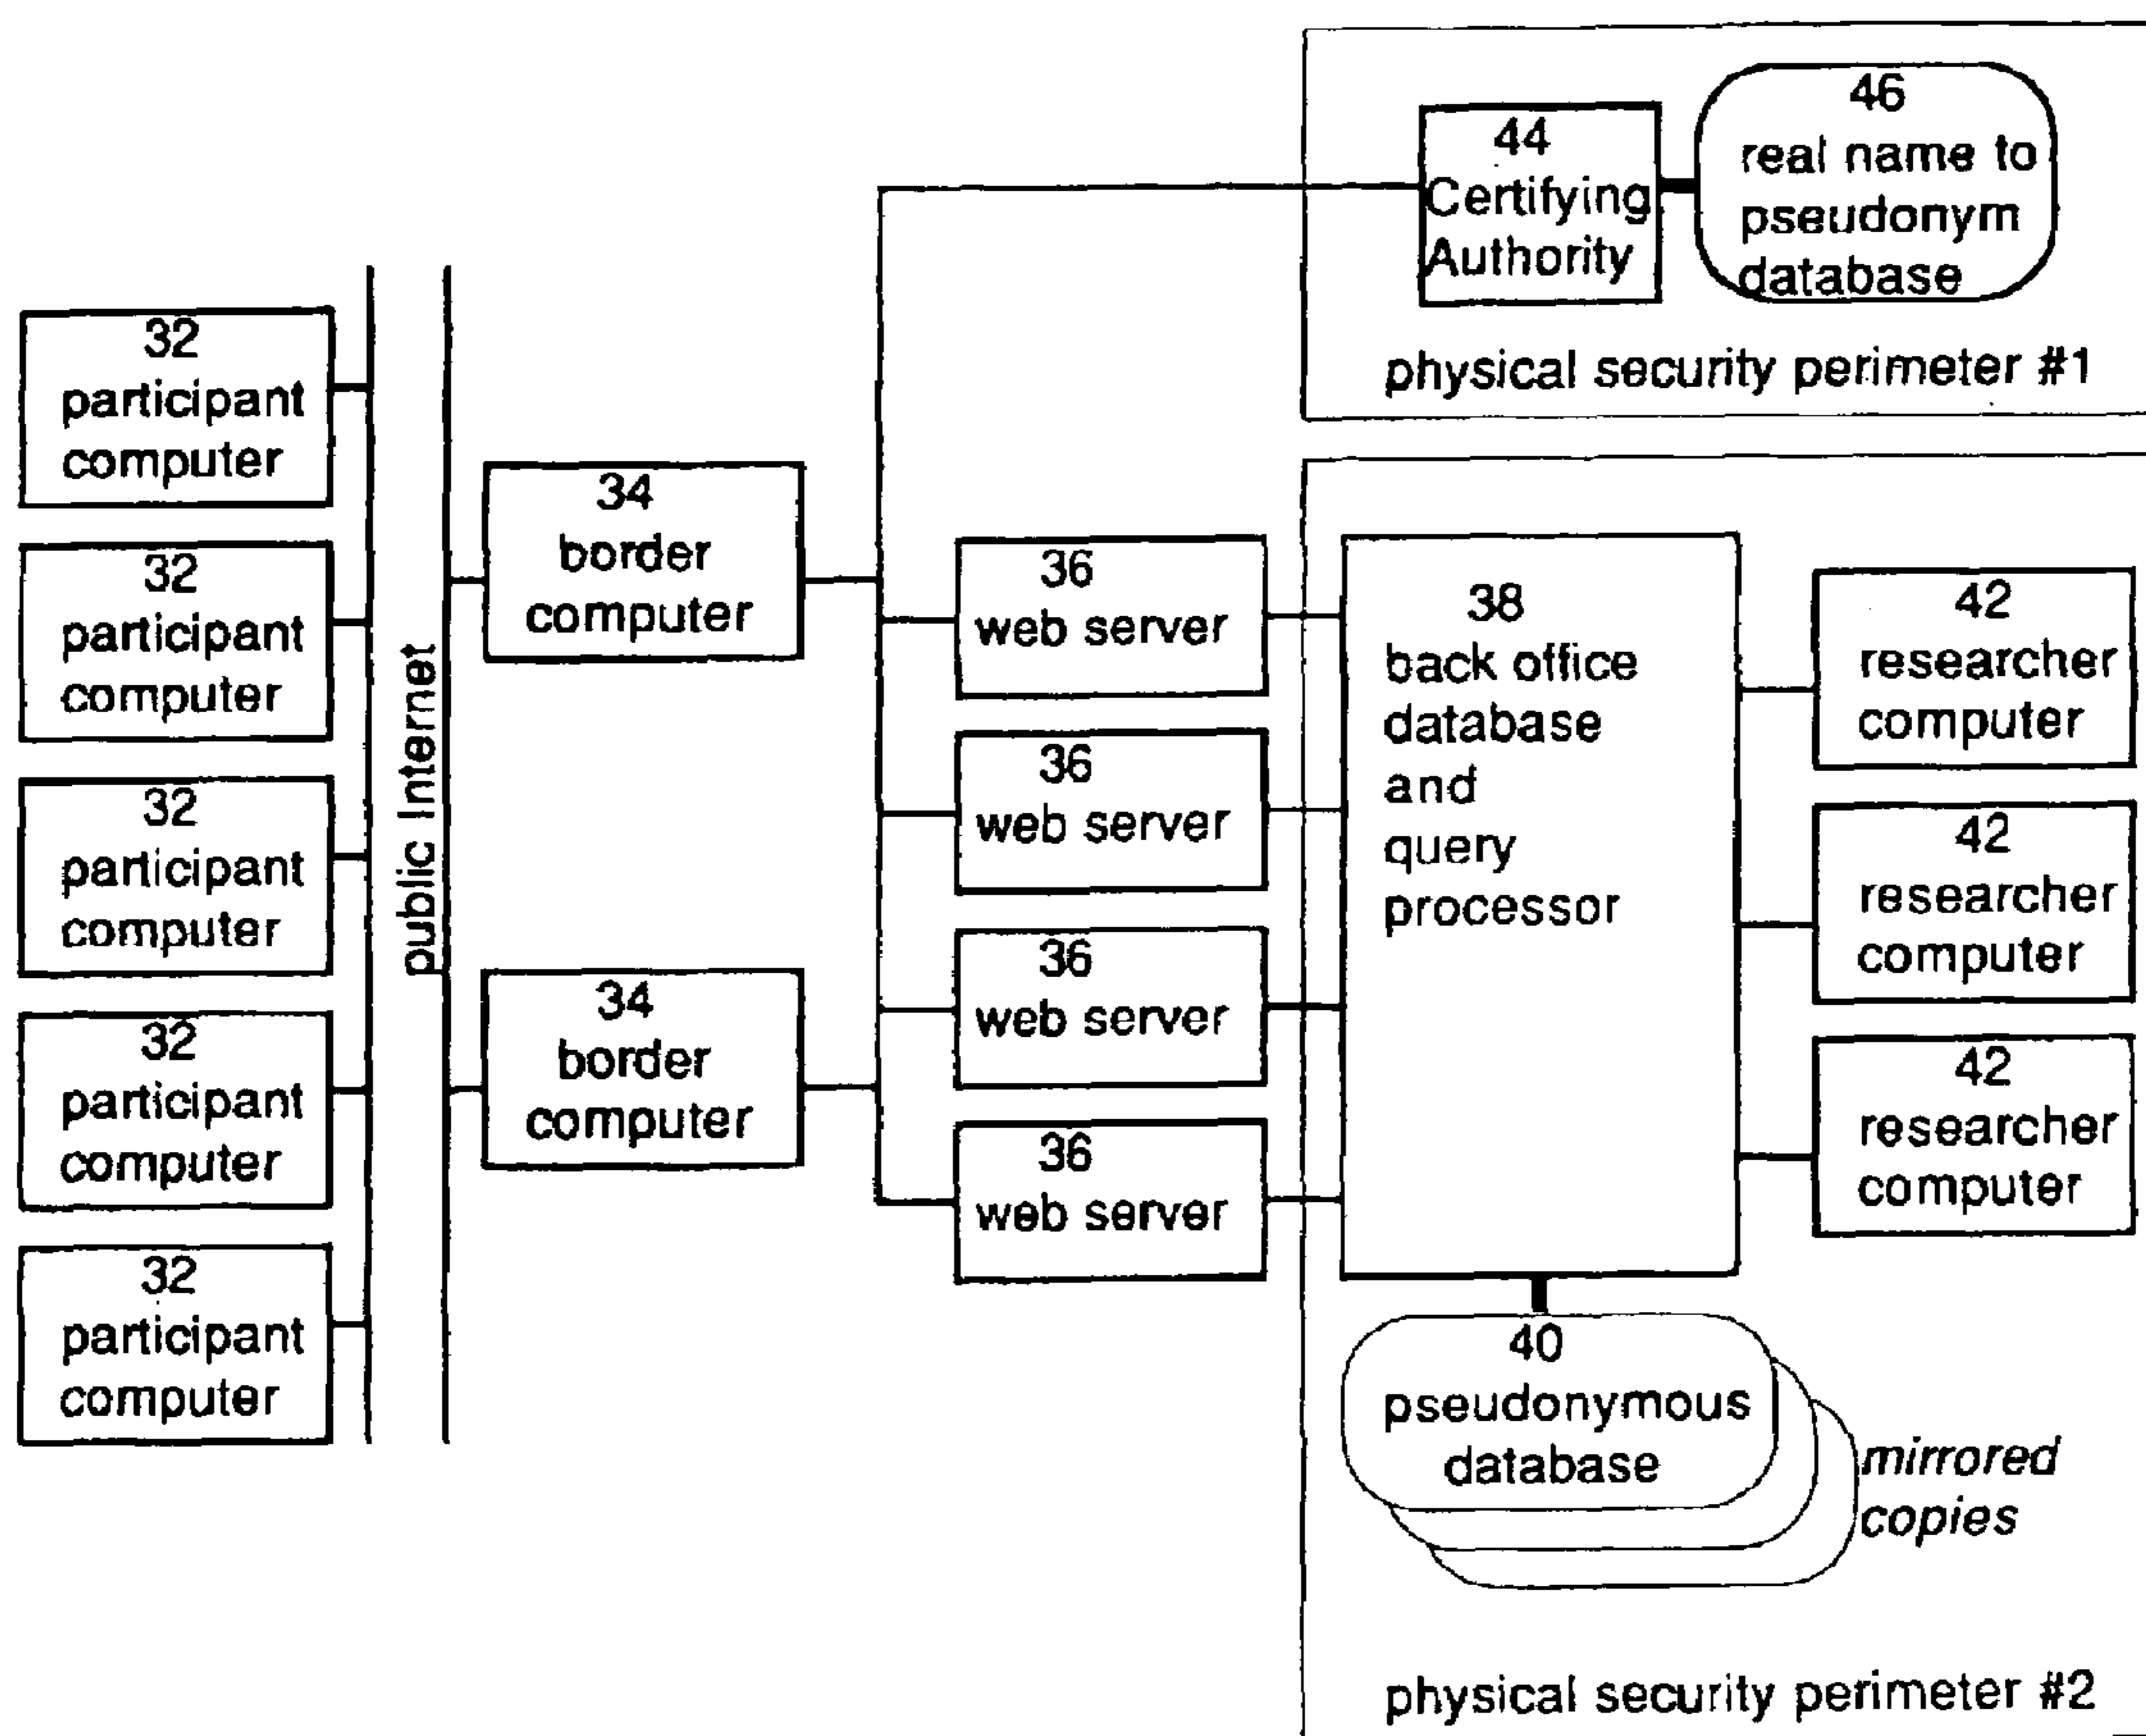 32
participant
computer
32
participant
computer
32
participant
computer
32
participant
computer
32
participant
computer
public Internet
34
border
computer
34
border
computer
36
web server
36
web server
36
web server
36
web server
44
Certifying
Authority
46
real name to
pseudonym
database
physical security perimeter #1
38
back office
database
and
query
processor
42
researcher
computer
42
researcher
computer
42
researcher
computer
40
pseudonymous
database
mirrored
copies
physical security perimeter #2